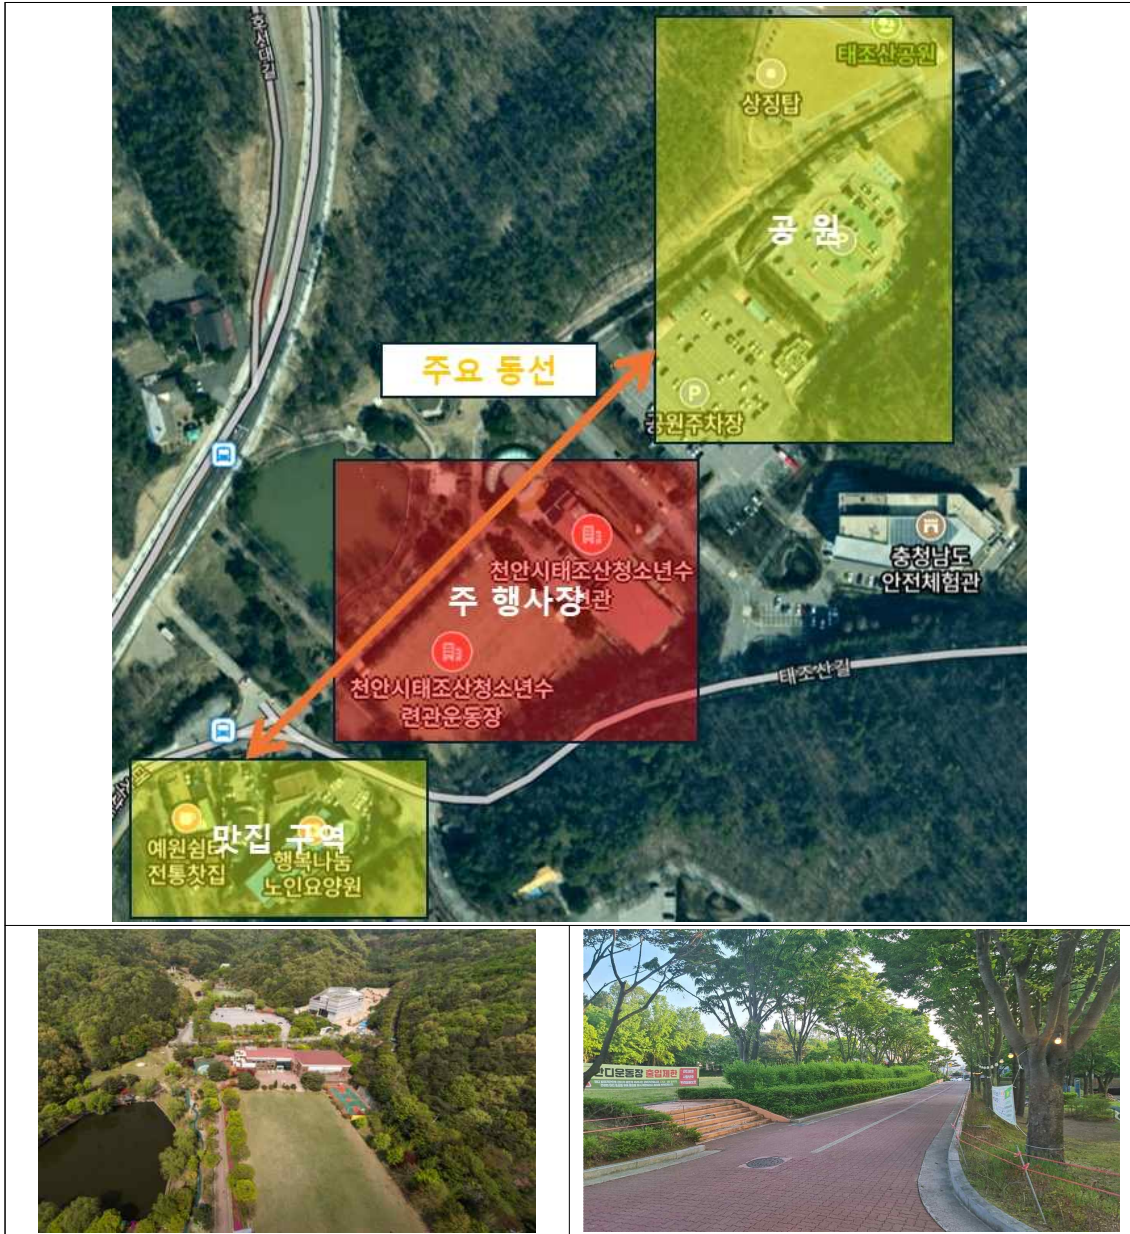 호서대길
태조산공원
상징탑
공 원
주요 동선
P
공원주차장
충청남도
안전체험관
천안시태조산청소년수
련관
주 행사장
천안시태조산청소년수
련관운동장
태조산길
맛집 구역
예원쉼터
전통찻집
행복나눔
노인요양원
잔디운동장 출입제한